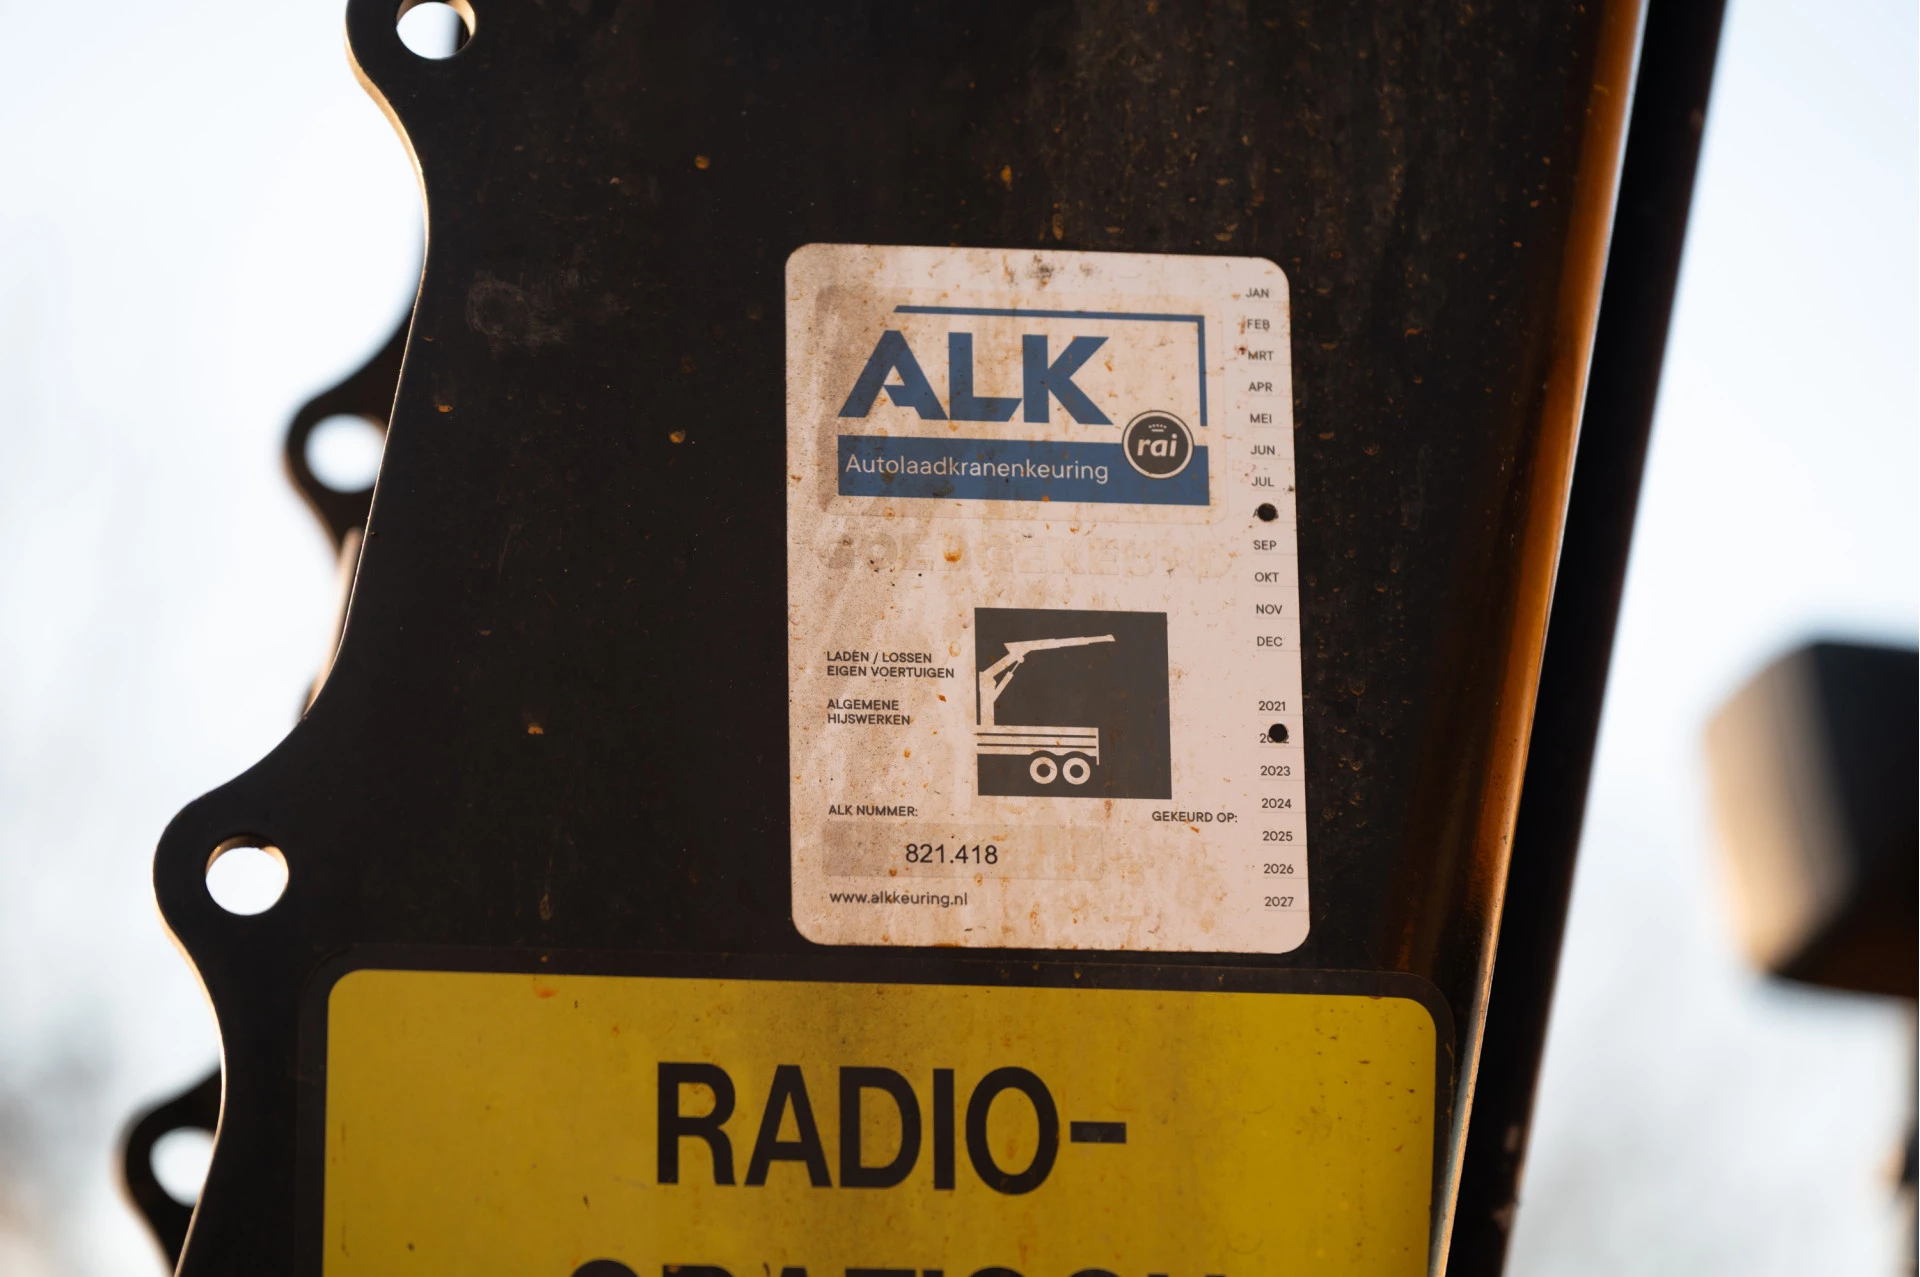 ALK
rai
Autolaadkranenkeuring
JAN
FEB
MRT
APR
MEI
JUN
JUL
SEP
OKT
NOV
DEC
LADEN / LOSSEN
EIGEN VOERTUIGEN
ALGEMENE
HIJSWERKEN
2021
2022
2023
2024
2025
2026
2027
ALK NUMMER:
GEKEURD OP:
821.418
www.alkkeuring.nl
RADIO-